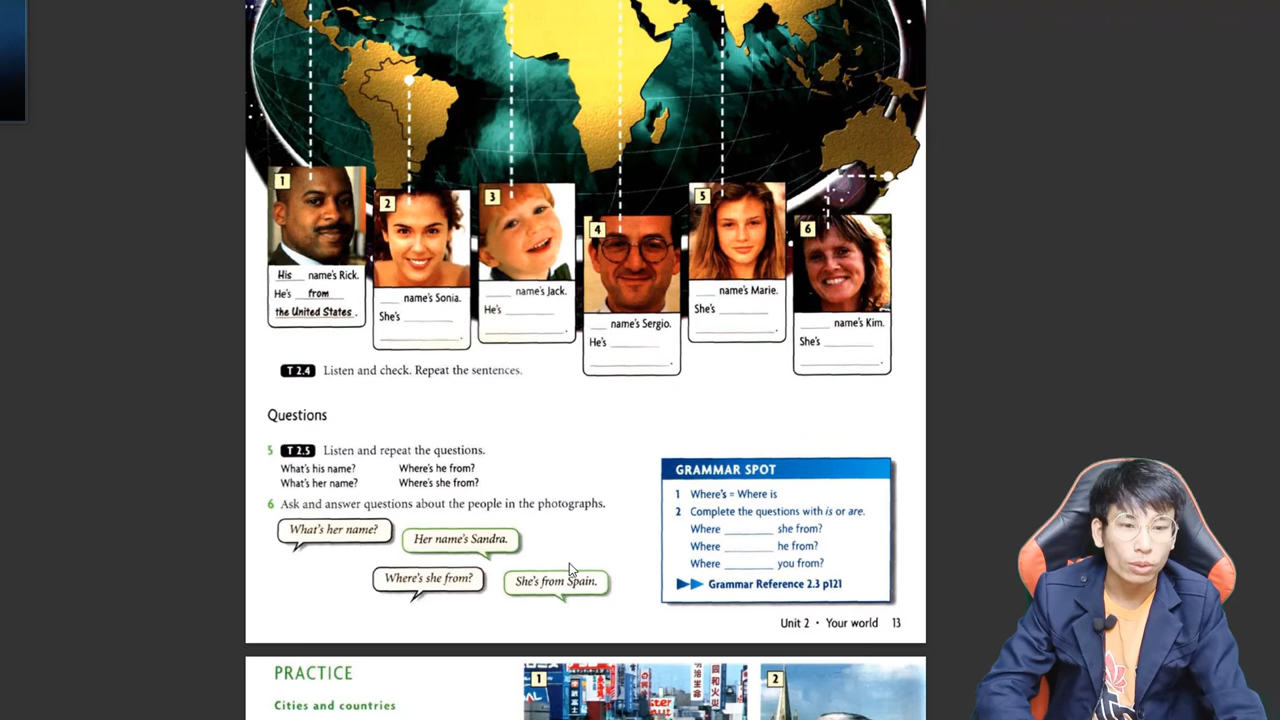 1
2
3
4
5
6
His name's Rick.
He's from
the United States.
name's Sonia.
She's
name's Jack.
He's
name's Sergio.
He's
name's Marie.
She's
name's Kim.
She's
T 2.4 Listen and check. Repeat the sentences.
Questions
5 T 2.5 Listen and repeat the questions.
What's his name? Where's he from?
What's her name? Where's she from?
6 Ask and answer questions about the people in the photographs.
What's her name?
Her name's Sandra.
Where's she from?
She's from Spain.
GRAMMAR SPOT
1 Where's = Where is
2 Complete the questions with is or are.
Where ______ she from?
Where ______ he from?
Where ______ you from?
Grammar Reference 2.3 p121
Unit 2 • Your world 13
PRACTICE
Cities and countries
1
2